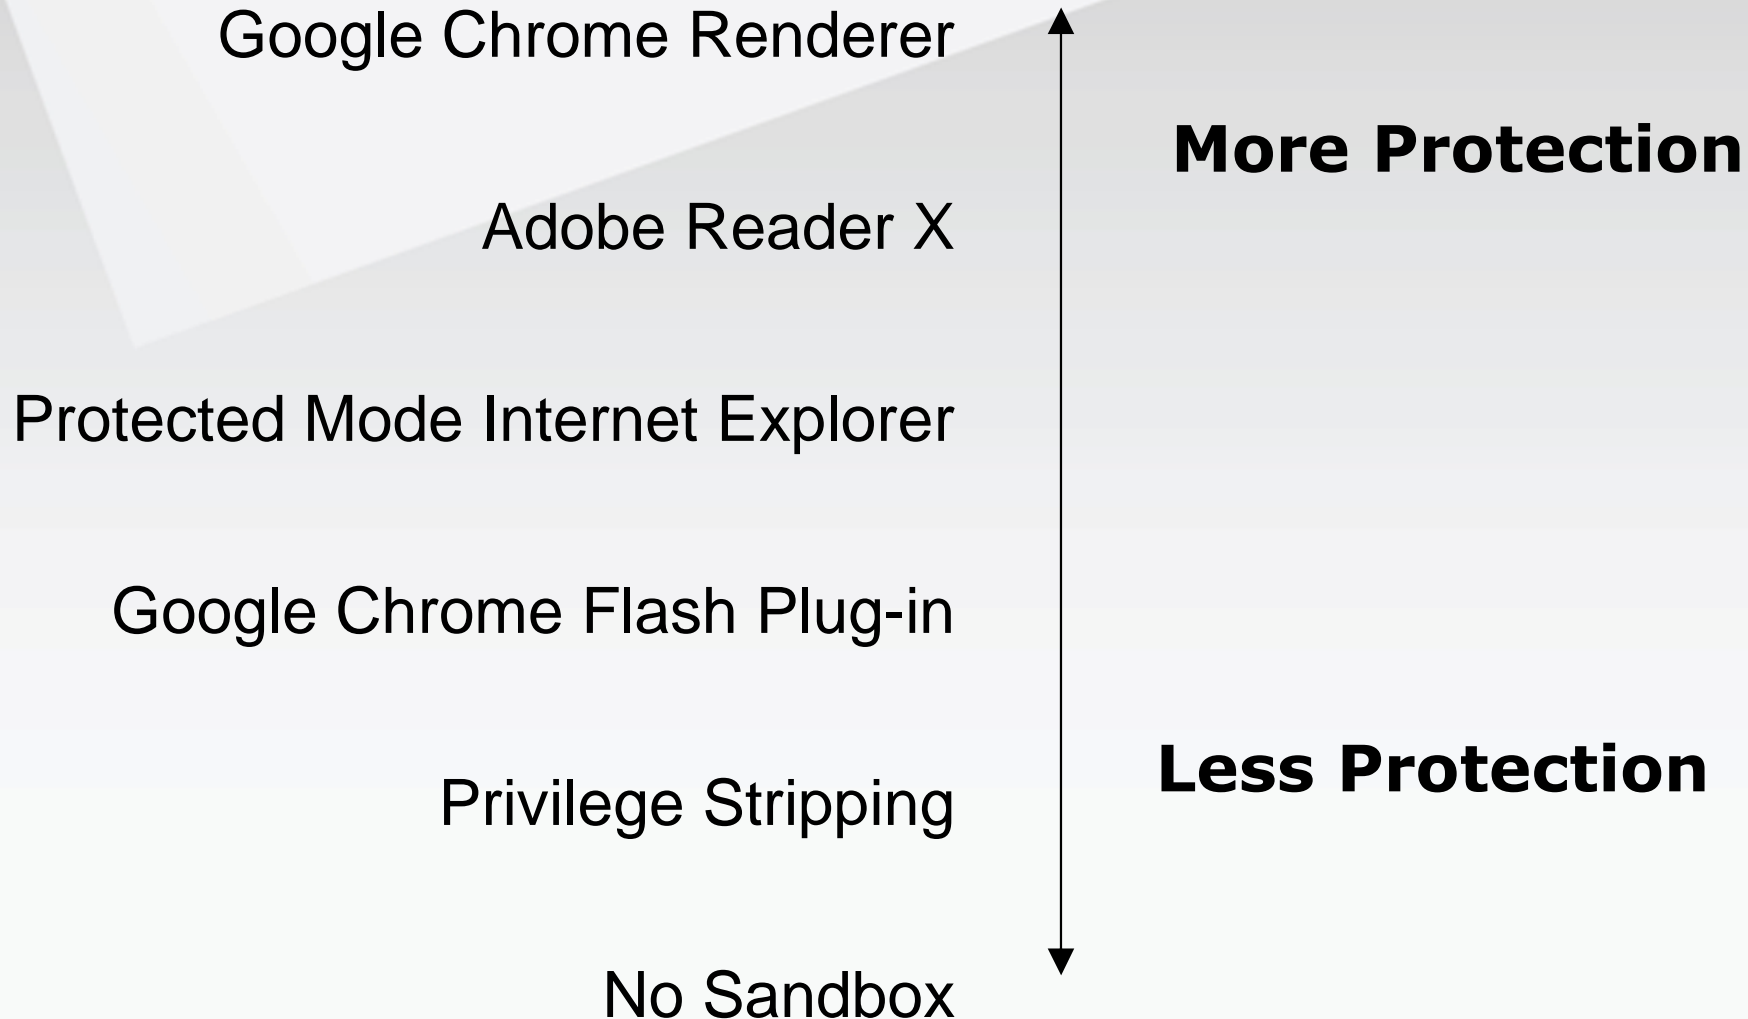 Google Chrome Renderer
More Protection
Adobe Reader X
Protected Mode Internet Explorer
Google Chrome Flash Plug-in
Less Protection
Privilege Stripping
No Sandbox